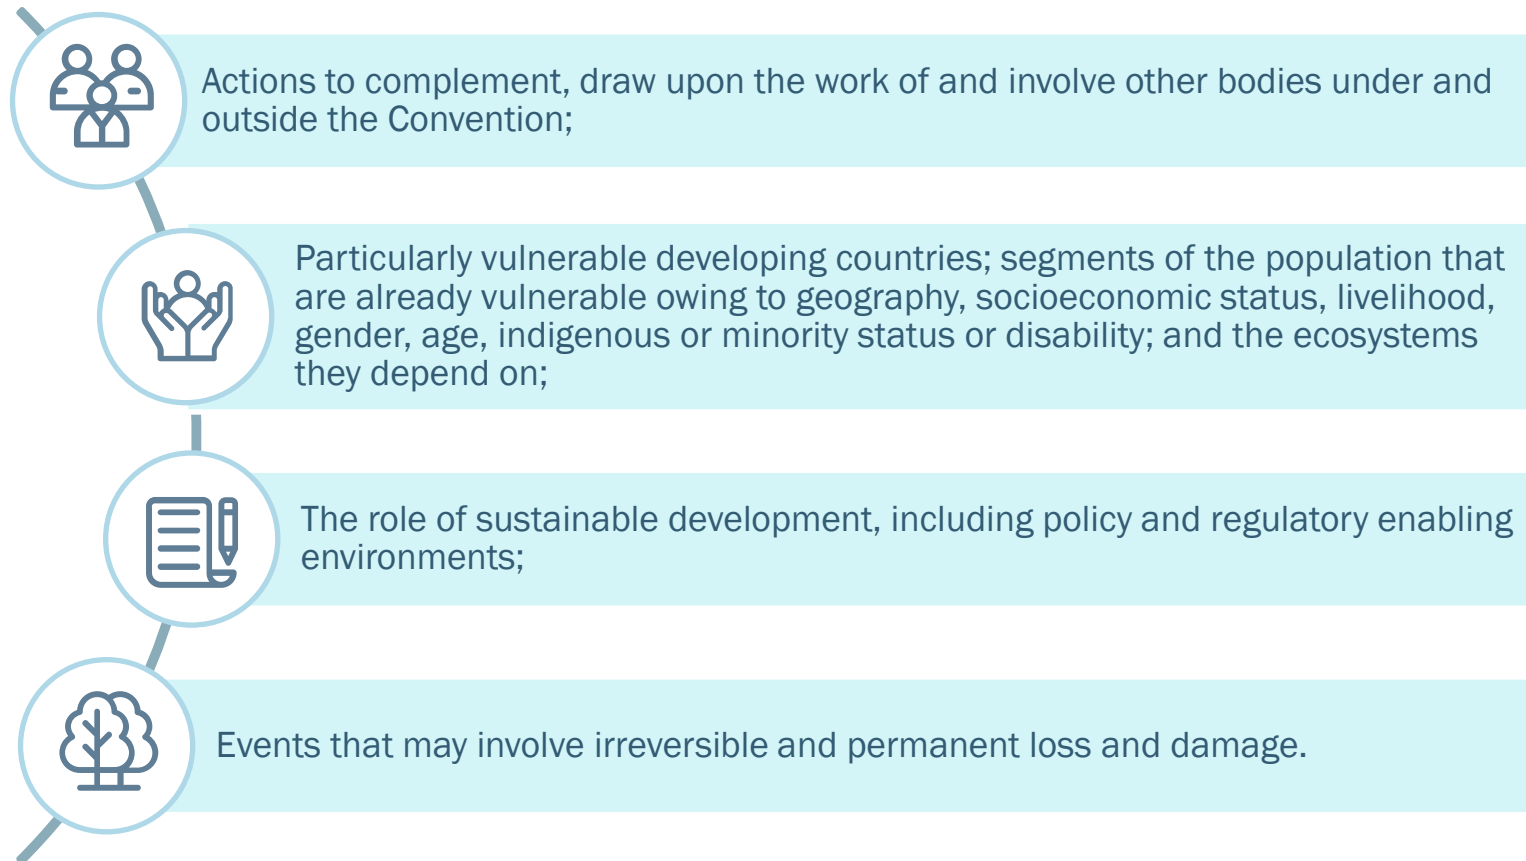 Actions to complement, draw upon the work of and involve other bodies under and
outside the Convention;
Particularly vulnerable developing countries; segments of the population that
are already vulnerable owing to geography, socioeconomic status, livelihood,
gender, age, indigenous or minority status or disability; and the ecosystems
they depend on;
The role of sustainable development, including policy and regulatory enabling
environments;
Events that may involve irreversible and permanent loss and damage.